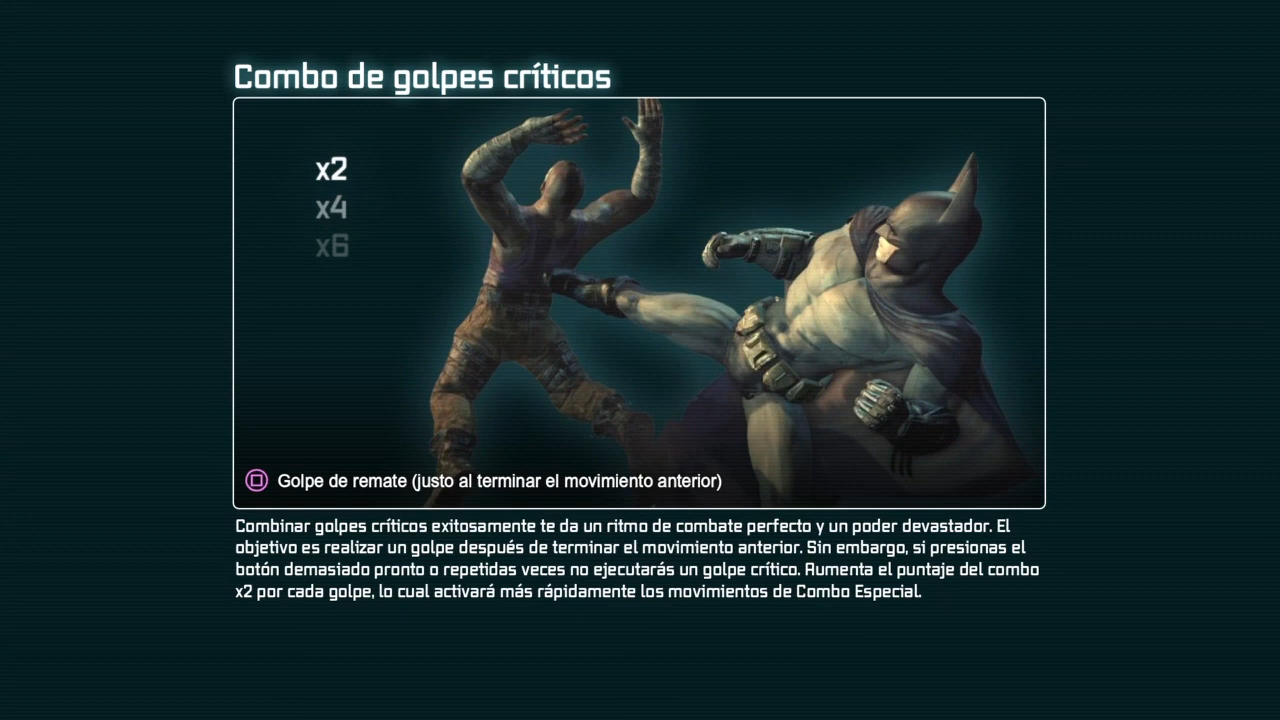 Combo de golpes críticos
x2
x4
x6
Golpe de remate (justo al terminar el movimiento anterior)
Combinar golpes críticos exitosamente te da un ritmo de combate perfecto y un poder devastador. El
objetivo es realizar un golpe después de terminar el movimiento anterior. Sin embargo, si presionas el
botón demasiado pronto o repetidas veces no ejecutarás un golpe crítico. Aumenta el puntaje del combo
x2 por cada golpe, lo cual activará más rápidamente los movimientos de Combo Especial.